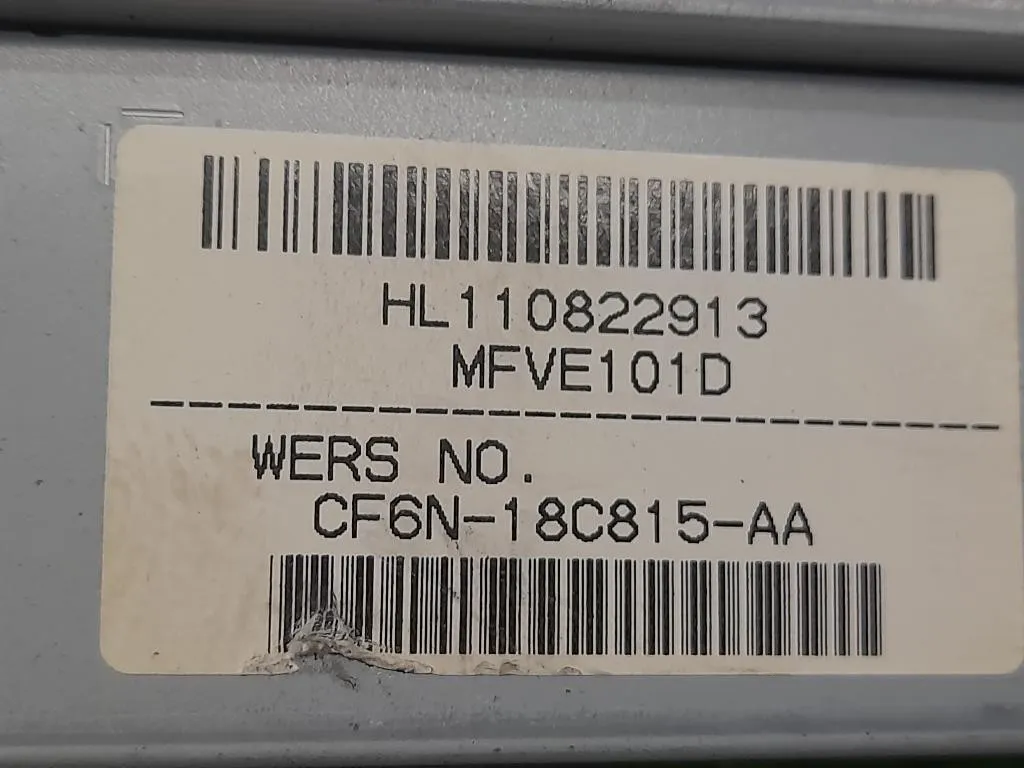 HL110822913
MFVE101D
WERS NO.
CF6N-18C815-AA